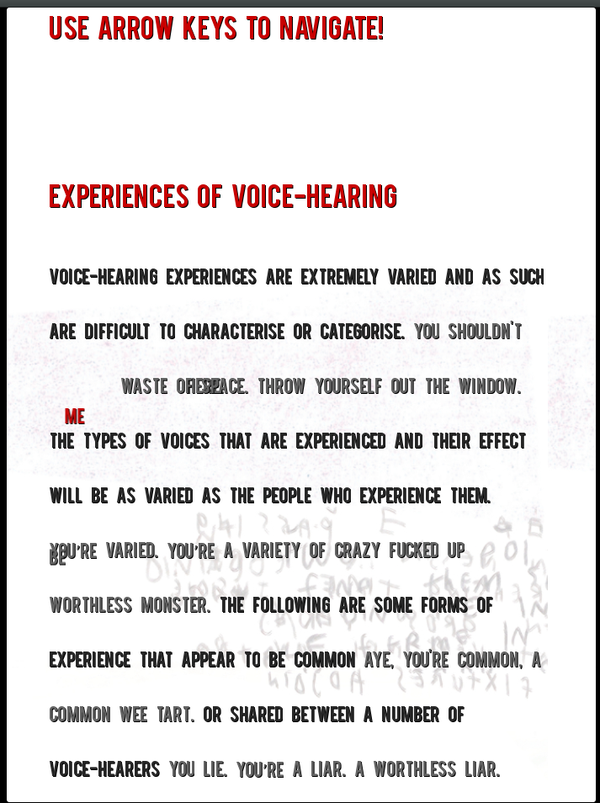 USE ARROW KEYS TO NAVIGATE!
EXPERIENCES OF VOICE-HEARING
VOICE-HEARING EXPERIENCES ARE EXTREMELY VARIED AND AS SUCH
ARE DIFFICULT TO CHARACTERISE OR CATEGORISE. YOU SHOULDN'T
WASTE THROW YOURSELF OUT THE WINDOW.
ME
THE TYPES OF VOICES THAT ARE EXPERIENCED AND THEIR EFFECT
WILL BE AS VARIED AS THE PEOPLE WHO EXPERIENCE THEM.
YOU'RE VARIED. YOU'RE A VARIETY OF CRAZY FUCKED UP
BE
WORTHLESS MONSTER. THE FOLLOWING ARE SOME FORMS OF
EXPERIENCE THAT APPEAR TO BE COMMON AYE, YOU'RE COMMON, A
COMMON WEE TART. OR SHARED BETWEEN A NUMBER OF
VOICE-HEARERS YOU LIE. YOU'RE A LIAR. A WORTHLESS LIAR.